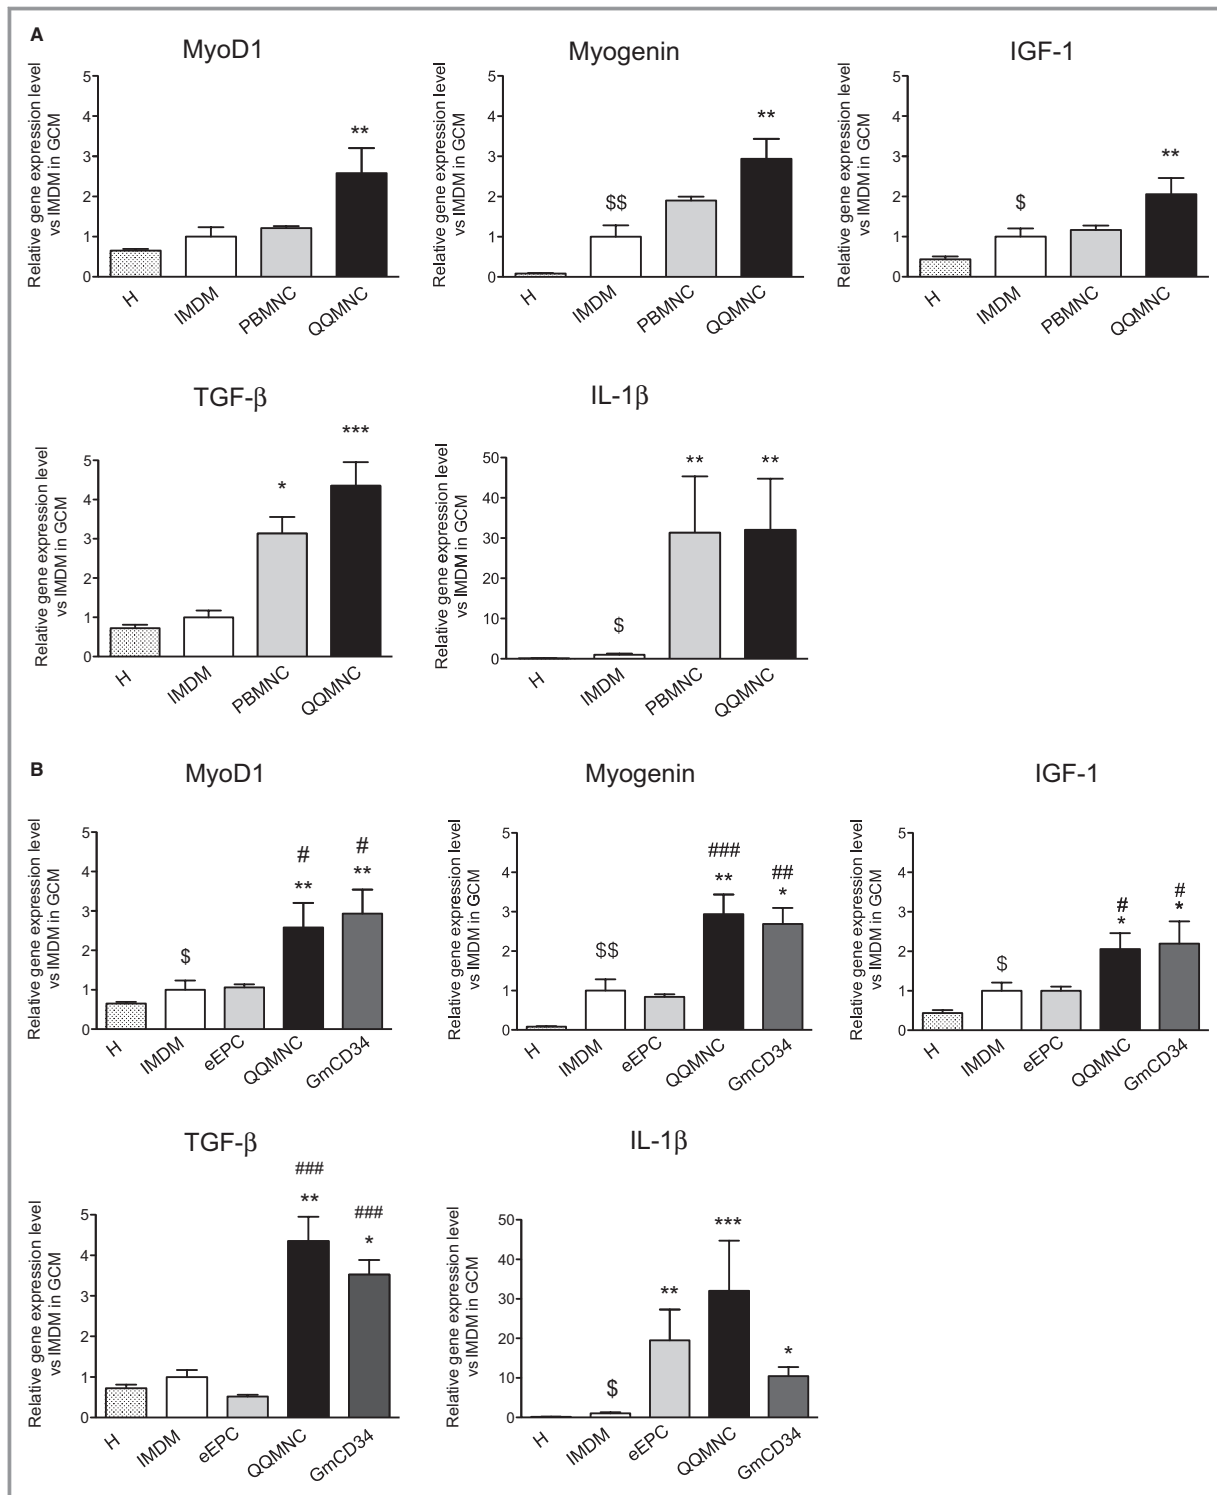 A
MyoD1
Relative gene expression level
vs IMDM in GCM
5
4
3
2
1
0
**
H
IMDM
PBMNC
QQMNC
Myogenin
Relative gene expression level
vs IMDM in GCM
5
4
3
2
1
0
$$
**
H
IMDM
PBMNC
QQMNC
IGF-1
Relative gene expression level
vs IMDM in GCM
5
4
3
2
1
0
$
**
H
IMDM
PBMNC
QQMNC
TGF-β
Relative gene expression level
vs IMDM in GCM
5
4
3
2
1
0
*
***
H
IMDM
PBMNC
QQMNC
IL-1β
Relative gene expression level
vs IMDM in GCM
50
40
30
20
10
0
$
**
**
H
IMDM
PBMNC
QQMNC
B
MyoD1
Relative gene expression level
vs IMDM in GCM
5
4
3
2
1
0
$
#
**
#
**
H
IMDM
eEPC
QQMNC
GmCD34
Myogenin
Relative gene expression level
vs IMDM in GCM
5
4
3
2
1
0
$$
###
**
##
*
H
IMDM
eEPC
QQMNC
GmCD34
IGF-1
Relative gene expression level
vs IMDM in GCM
5
4
3
2
1
0
$
#
*
#
*
H
IMDM
eEPC
QQMNC
GmCD34
TGF-β
Relative gene expression level
vs IMDM in GCM
5
4
3
2
1
0
###
**
###
*
H
IMDM
eEPC
QQMNC
GmCD34
IL-1β
Relative gene expression level
vs IMDM in GCM
50
40
30
20
10
0
$
**
***
*
H
IMDM
eEPC
QQMNC
GmCD34